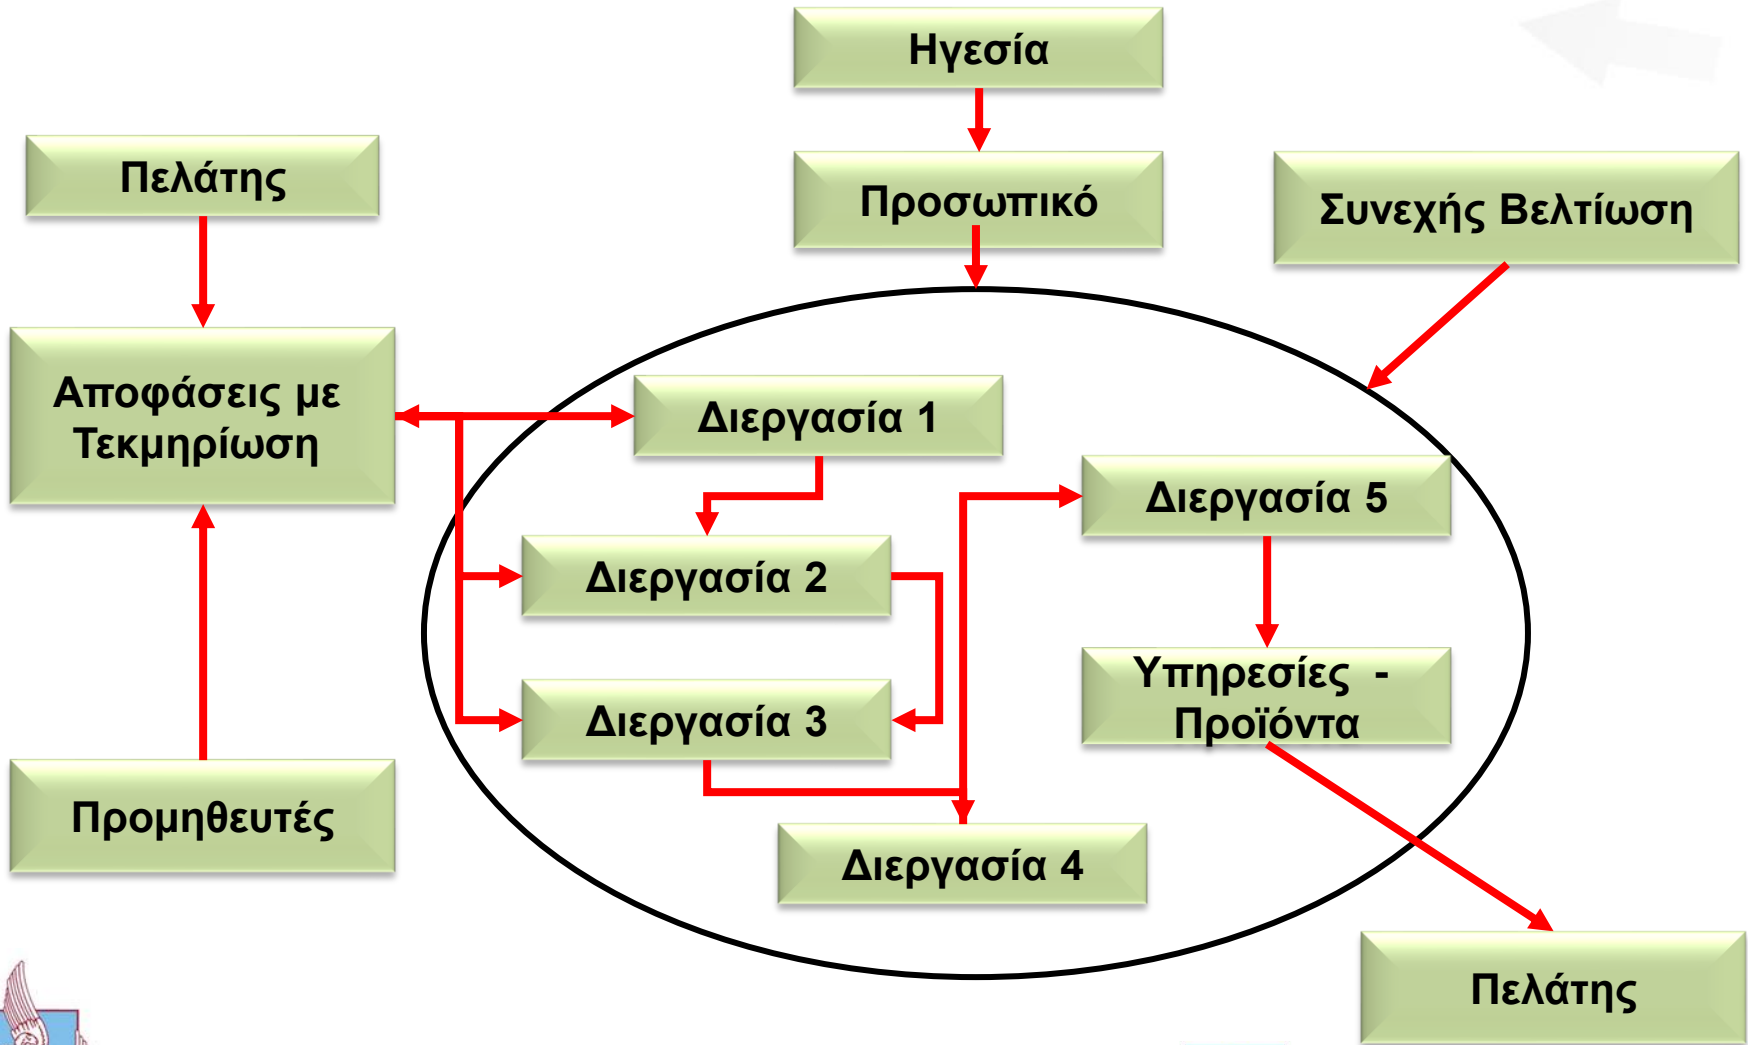 Ηγεσία
Πελάτης
Προσωπικό
Συνεχής Βελτίωση
Αποφάσεις με
Τεκμηρίωση
Διεργασία 1
Διεργασία 5
Διεργασία 2
Υπηρεσίες -
Προϊόντα
Διεργασία 3
Προμηθευτές
Διεργασία 4
Πελάτης